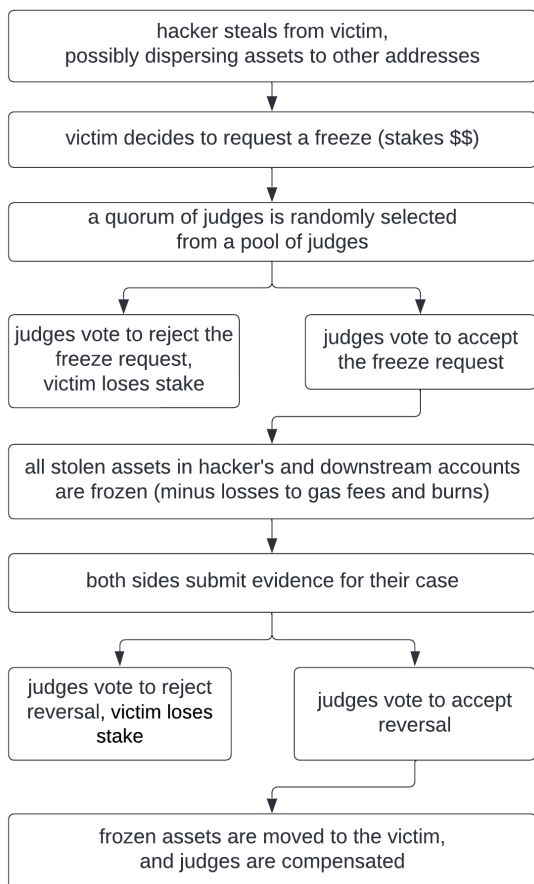 hacker steals from victim,
possibly dispersing assets to other addresses
victim decides to request a freeze (stakes $$)
a quorum of judges is randomly selected
from a pool of judges
judges vote to reject the
freeze request,
victim loses stake
judges vote to accept
the freeze request
all stolen assets in hacker's and downstream accounts
are frozen (minus losses to gas fees and burns)
both sides submit evidence for their case
judges vote to reject
reversal, victim loses
stake
judges vote to accept
reversal
frozen assets are moved to the victim,
and judges are compensated